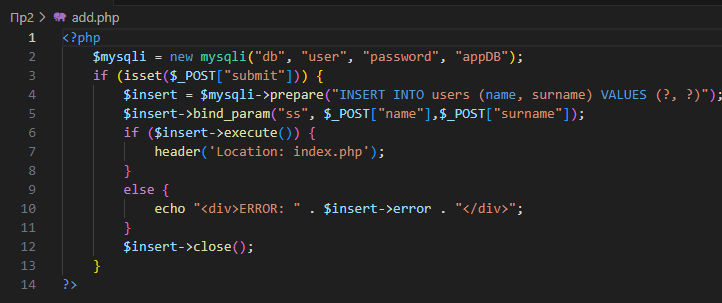 Пр2 > add.php
1 <?php
2     $mysqli = new mysqli("db", "user", "password", "appDB");
3     if (isset($_POST["submit"])) {
4         $insert = $mysqli->prepare("INSERT INTO users (name, surname) VALUES (?, ?)");
5         $insert->bind_param("ss", $_POST["name"],$_POST["surname"]);
6         if ($insert->execute()) {
7             header('Location: index.php');
8         }
9         else {
10             echo "<div>ERROR: " . $insert->error . "</div>";
11         }
12         $insert->close();
13     }
14 ?>